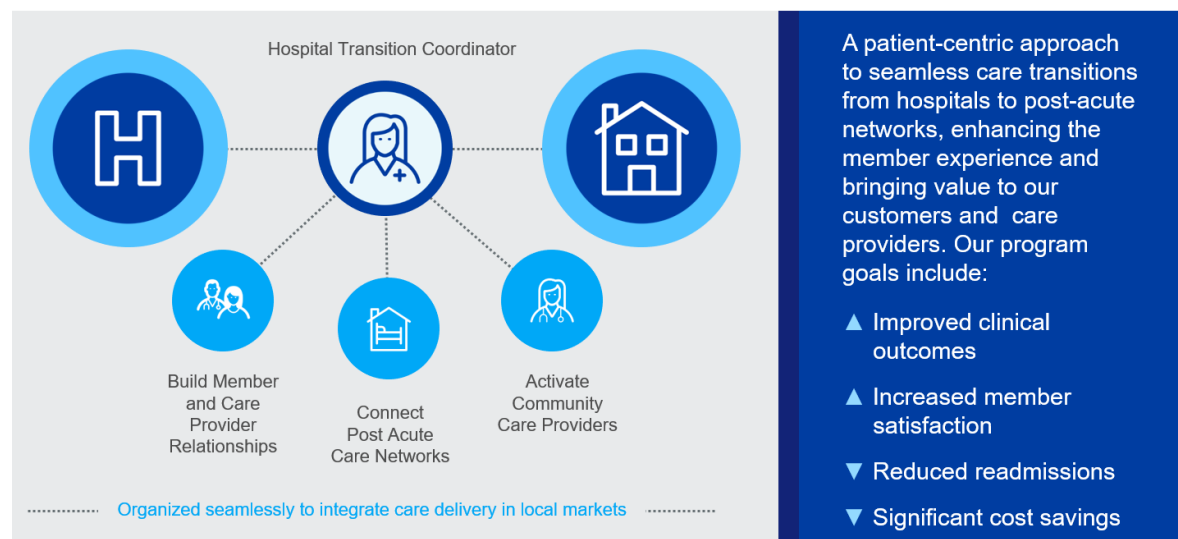 Hospital Transition Coordinator
H
Build Member
and Care
Provider
Relationships
Connect
Post Acute
Care Networks
Activate
Community
Care Providers
Organized seamlessly to integrate care delivery in local markets
A patient-centric approach
to seamless care transitions
from hospitals to post-acute
networks, enhancing the
member experience and
bringing value to our
customers and care
providers. Our program
goals include:
▲ Improved clinical
outcomes
▲ Increased member
satisfaction
▼ Reduced readmissions
▼ Significant cost savings